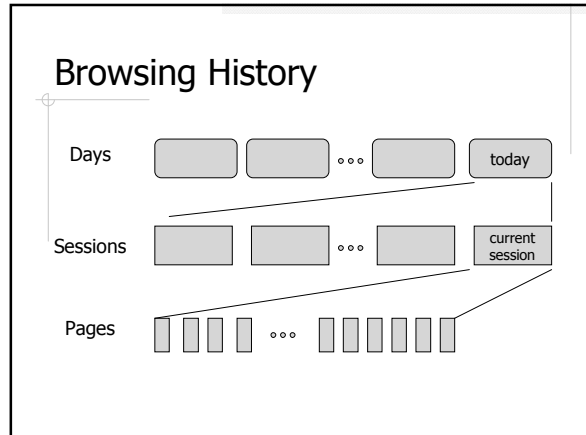 Browsing History
Days
today
Sessions
current
session
Pages